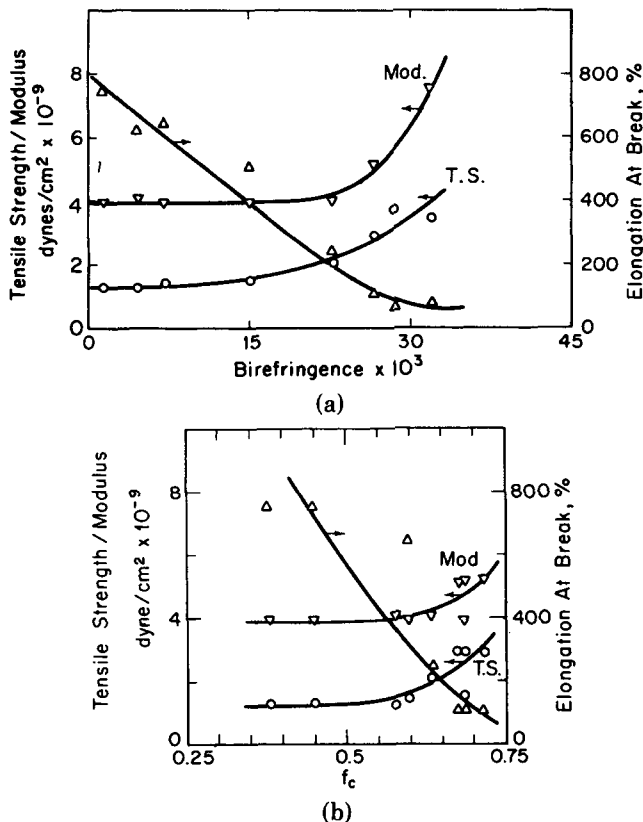 Tensile Strength/Modulus
dynes/cm² x 10⁻⁹
8
6
4
2
0
Mod.
T.S.
800
600
400
200
0
Elongation At Break, %
0
15
30
45
Birefringence x 10³
(a)
Tensile Strength/Modulus
dyne/cm² x 10⁻⁹
8
4
0
Mod
T.S.
800
400
0
Elongation At Break, %
0.25
0.5
0.75
f_c
(b)